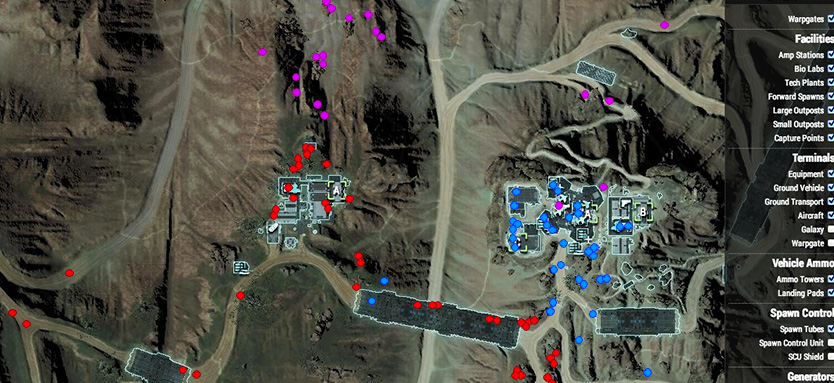 Warpgates
Facilities
Amp Stations
Bio Labs
Tech Plants
Forward Spawns
Large Outposts
Small Outposts
Capture Points
Terminals
Equipment
Ground Vehicle
Ground Transport
Aircraft
Galaxy
Warpgate
Vehicle Ammo
Ammo Towers
Landing Pads
Spawn Control
Spawn Tubes
Spawn Control Unit
SCU Shield
Generators
A
B